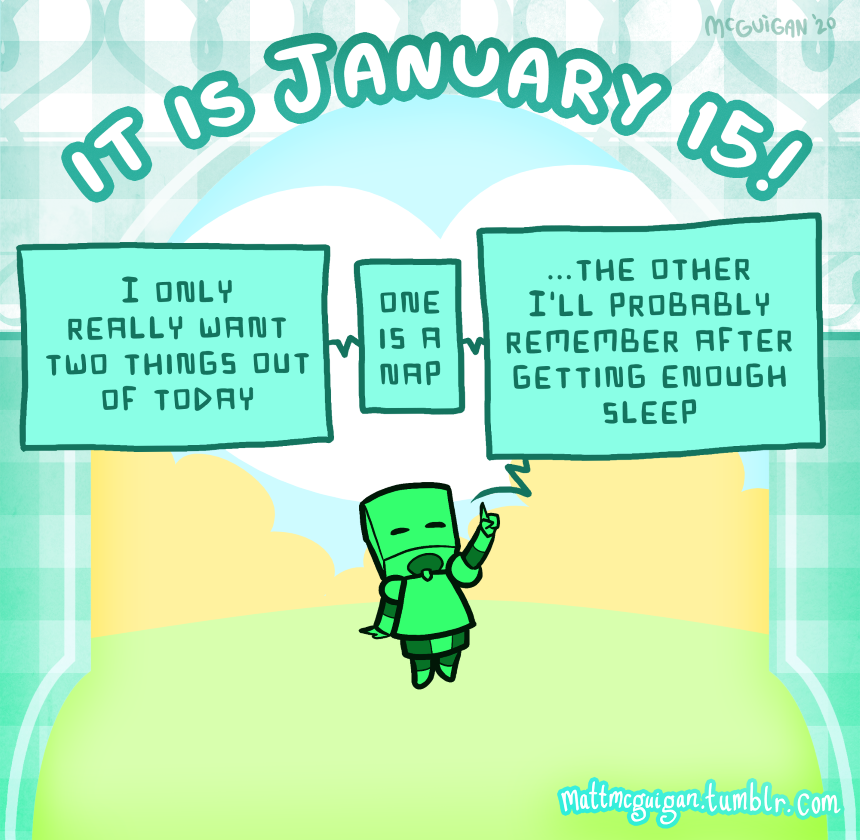 McGUIGAN '20
IT IS JANUARY 15!
I ONLY
REALLY WANT
TWO THINGS OUT
OF TODAY
ONE
IS A
NAP
...THE OTHER
I'LL PROBABLY
REMEMBER AFTER
GETTING ENOUGH
SLEEP
mattmcguigan.tumblr.com